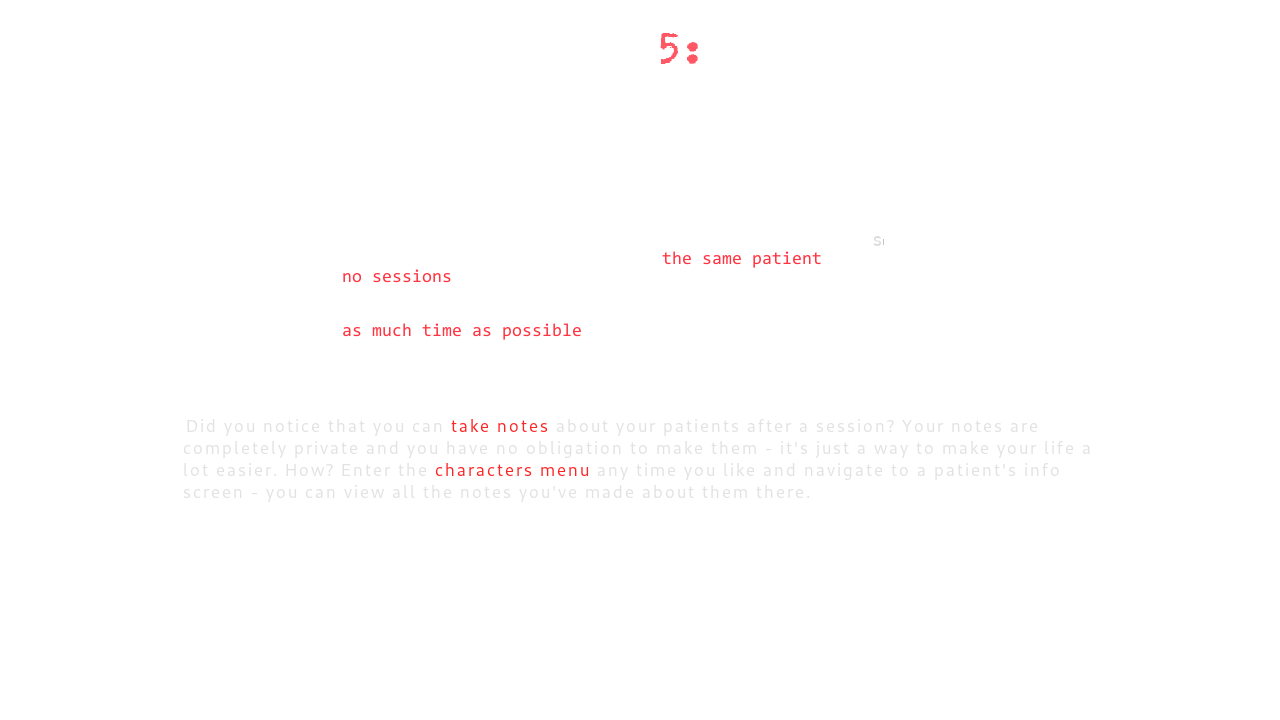 5:
the same patient
no sessions
as much time as possible
Did you notice that you can take notes about your patients after a session? Your notes are
completely private and you have no obligation to make them - it's just a way to make your life a
lot easier. How? Enter the characters menu any time you like and navigate to a patient's info
screen - you can view all the notes you've made about them there.